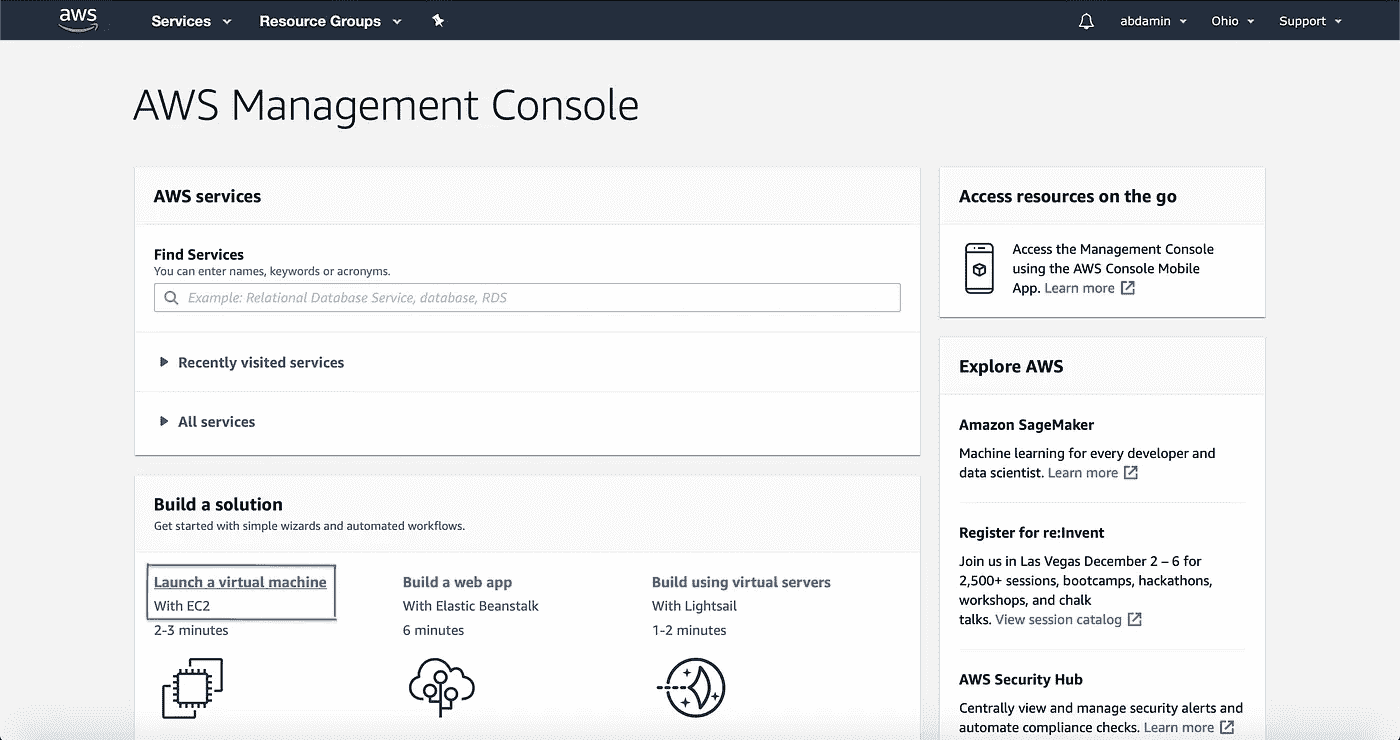 aws
Services
Resource Groups
abdamin
Ohio
Support
AWS Management Console
AWS services
Find Services
You can enter names, keywords or acronyms.
Example: Relational Database Service, database, RDS
Recently visited services
All services
Build a solution
Get started with simple wizards and automated workflows.
Launch a virtual machine
With EC2
2-3 minutes
Build a web app
With Elastic Beanstalk
6 minutes
Build using virtual servers
With Lightsail
1-2 minutes
Access resources on the go
Access the Management Console
using the AWS Console Mobile
App. Learn more
Explore AWS
Amazon SageMaker
Machine learning for every developer and
data scientist. Learn more
Register for re:Invent
Join us in Las Vegas December 2 – 6 for
2,500+ sessions, bootcamps, hackathons,
workshops, and chalk
talks. View session catalog
AWS Security Hub
Centrally view and manage security alerts and
automate compliance checks. Learn more